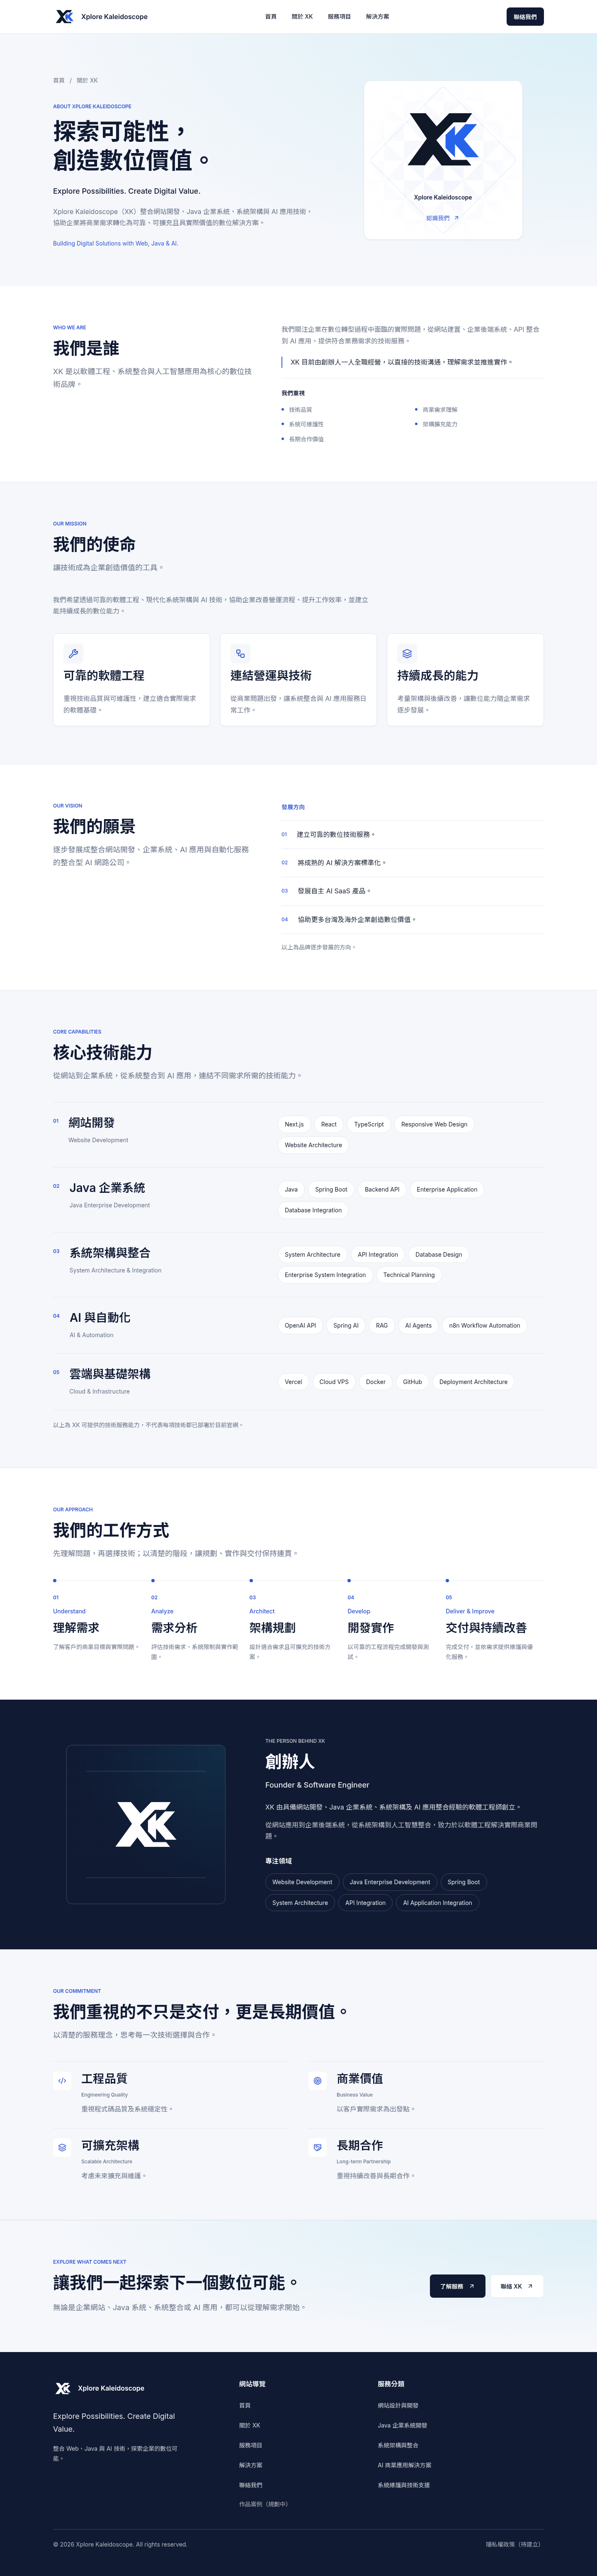 Xplore Kaleidoscope
首頁
關於 XK
服務項目
解決方案
聯絡我們
首頁 / 關於 XK
ABOUT XPLORE KALEIDOSCOPE
探索可能性，
創造數位價值。
Explore Possibilities. Create Digital Value.
Xplore Kaleidoscope（XK）整合網站開發、Java 企業系統、系統架構與 AI 應用技術，
協助企業將商業需求轉化為可靠、可擴充且具實際價值的數位解決方案。
Building Digital Solutions with Web, Java & AI.
Xplore Kaleidoscope
認識我們
WHO WE ARE
我們是誰
XK 是以軟體工程、系統整合與人工智慧應用為核心的數位技
術品牌。
我們關注企業在數位轉型過程中面臨的實際問題，從網站建置、企業後端系統、API 整合
到 AI 應用，提供符合業務需求的技術服務。
XK 目前由創辦人一人全職經營，以直接的技術溝通，理解需求並推進實作。
我們重視
技術品質
商業需求理解
系統可維護性
架構擴充能力
長期合作價值
OUR MISSION
我們的使命
讓技術成為企業創造價值的工具。
我們希望透過可靠的軟體工程、現代化系統架構與 AI 技術，協助企業改善營運流程、提升工作效率，並建立
能持續成長的數位能力。
可靠的軟體工程
重視技術品質與可維護性，建立適合實際需求
的軟體基礎。
連結營運與技術
從商業問題出發，讓系統整合與 AI 應用服務日
常工作。
持續成長的能力
考量架構與後續改善，讓數位能力隨企業需求
逐步發展。
OUR VISION
我們的願景
逐步發展成整合網站開發、企業系統、AI 應用與自動化服務
的整合型 AI 網路公司。
發展方向
01 建立可靠的數位技術服務。
02 將成熟的 AI 解決方案標準化。
03 發展自主 AI SaaS 產品。
04 協助更多台灣及海外企業創造數位價值。
以上為品牌逐步發展的方向。
CORE CAPABILITIES
核心技術能力
從網站到企業系統，從系統整合到 AI 應用，連結不同需求所需的技術能力。
01 網站開發
Website Development
Next.js React TypeScript Responsive Web Design
Website Architecture
02 Java 企業系統
Java Enterprise Development
Java Spring Boot Backend API Enterprise Application
Database Integration
03 系統架構與整合
System Architecture & Integration
System Architecture API Integration Database Design
Enterprise System Integration Technical Planning
04 AI 與自動化
AI & Automation
OpenAI API Spring AI RAG AI Agents n8n Workflow Automation
05 雲端與基礎架構
Cloud & Infrastructure
Vercel Cloud VPS Docker GitHub Deployment Architecture
以上為 XK 可提供的技術服務能力，不代表每項技術都已部署於目前官網。
OUR APPROACH
我們的工作方式
先理解問題，再選擇技術；以清楚的階段，讓規劃、實作與交付保持連貫。
01
Understand
理解需求
了解客戶的商業目標與實際問題。
02
Analyze
需求分析
評估技術需求、系統限制與實作範
圍。
03
Architect
架構規劃
設計適合需求且可擴充的技術方
案。
04
Develop
開發實作
以可靠的工程流程完成開發與測
試。
05
Deliver & Improve
交付與持續改善
完成交付，並依需求提供維護與優
化服務。
THE PERSON BEHIND XK
創辦人
Founder & Software Engineer
XK 由具備網站開發、Java 企業系統、系統架構及 AI 應用整合經驗的軟體工程師創立。
從網站應用到企業後端系統，從系統架構到人工智慧整合，致力於以軟體工程解決實際商業問
題。
專注領域
Website Development Java Enterprise Development Spring Boot
System Architecture API Integration AI Application Integration
OUR COMMITMENT
我們重視的不只是交付，更是長期價值。
以清楚的服務理念，思考每一次技術選擇與合作。
工程品質
Engineering Quality
重視程式碼品質及系統穩定性。
商業價值
Business Value
以客戶實際需求為出發點。
可擴充架構
Scalable Architecture
考慮未來擴充與維護。
長期合作
Long-term Partnership
重視持續改善與長期合作。
EXPLORE WHAT COMES NEXT
讓我們一起探索下一個數位可能。
無論是企業網站、Java 系統、系統整合或 AI 應用，都可以從理解需求開始。
了解服務
聯絡 XK
Xplore Kaleidoscope
Explore Possibilities. Create Digital
Value.
整合 Web、Java 與 AI 技術，探索企業的數位可
能。
網站導覽
首頁
關於 XK
服務項目
解決方案
聯絡我們
作品案例（規劃中）
服務分類
網站設計與開發
Java 企業系統開發
系統架構與整合
AI 商業應用解決方案
系統維護與技術支援
© 2026 Xplore Kaleidoscope. All rights reserved.
隱私權政策（待建立）